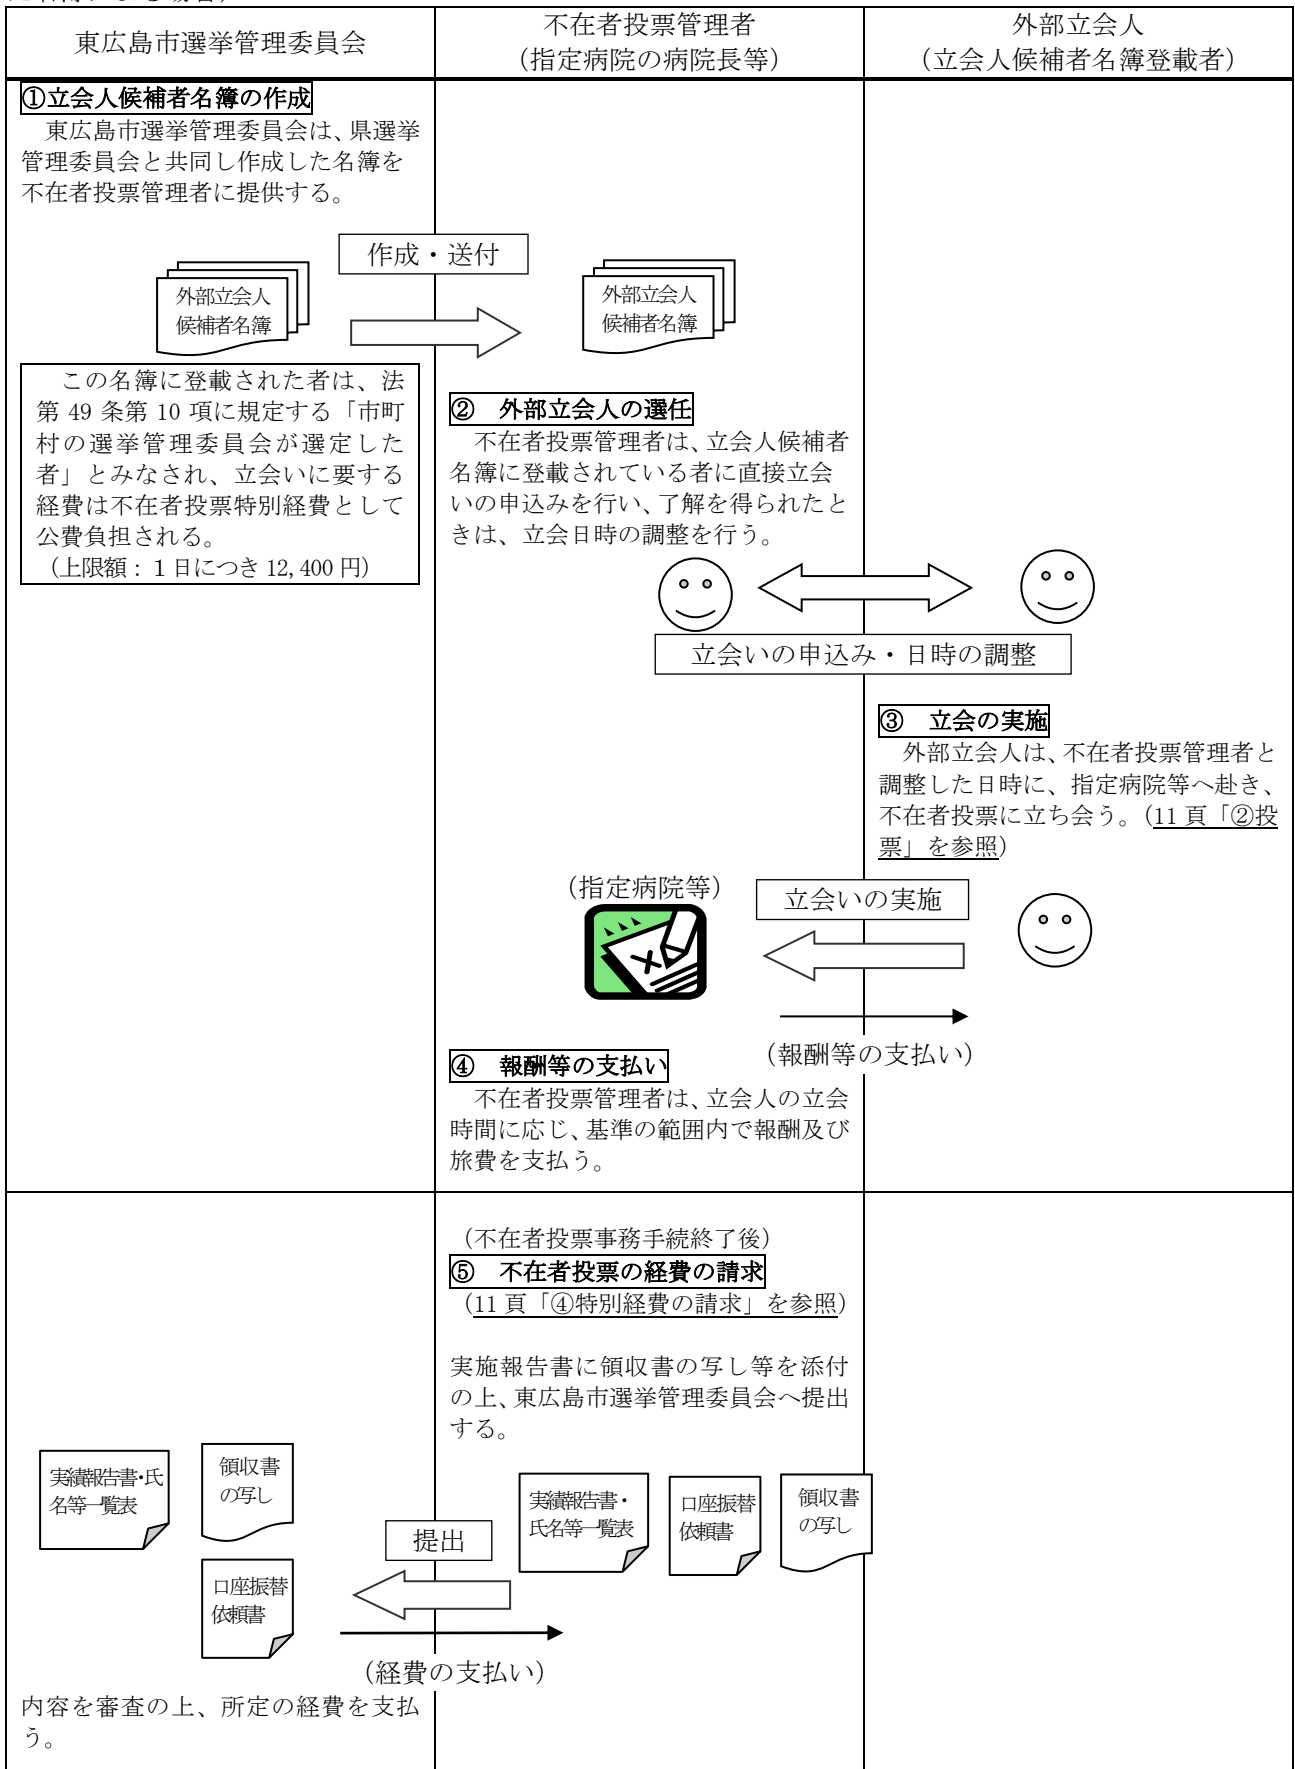 東広島市選挙管理委員会
不在者投票管理者
（指定病院の病院長等）
外部立会人
（立会人候補者名簿登載者）
①立会人候補者名簿の作成
東広島市選挙管理委員会は、県選挙
管理委員会と共同し作成した名簿を
不在者投票管理者に提供する。
作成・送付
外部立会人
候補者名簿
外部立会人
候補者名簿
この名簿に登載された者は、法
第 49 条第 10 項に規定する「市町
村の選挙管理委員会が選定した
者」とみなされ、立会いに要する
経費は不在者投票特別経費として
公費負担される。
（上限額：１日につき 12,400 円）
②　外部立会人の選任
不在者投票管理者は、立会人候補者
名簿に登載されている者に直接立会
いの申込みを行い、了解を得られたと
きは、立会日時の調整を行う。
立会いの申込み・日時の調整
③　立会の実施
外部立会人は、不在者投票管理者と
調整した日時に、指定病院等へ赴き、
不在者投票に立ち会う。（11 頁「②投
票」を参照）
（指定病院等）
立会いの実施
（報酬等の支払い）
④　報酬等の支払い
不在者投票管理者は、立会人の立会
時間に応じ、基準の範囲内で報酬及び
旅費を支払う。
（不在者投票事務手続終了後）
⑤　不在者投票の経費の請求
（11 頁「④特別経費の請求」を参照）
実施報告書に領収書の写し等を添付
の上、東広島市選挙管理委員会へ提出
する。
実績報告書・氏
名等一覧表
領収書
の写し
口座振替
依頼書
提出
実績報告書・
氏名等一覧表
口座振替
依頼書
領収書
の写し
（経費の支払い）
内容を審査の上、所定の経費を支払
う。